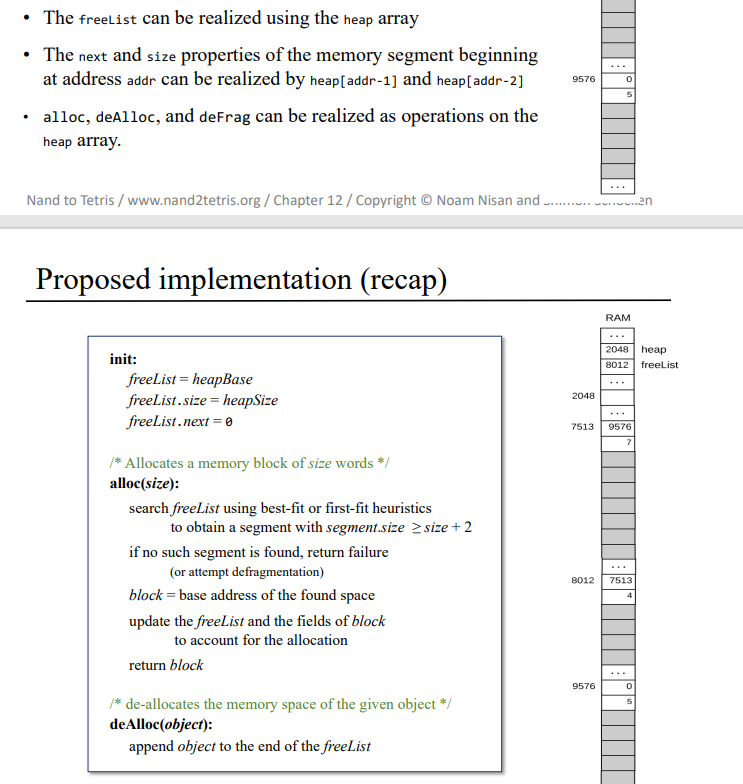 • The freeList can be realized using the heap array
• The next and size properties of the memory segment beginning
at address addr can be realized by heap[addr-1] and heap[addr-2]
• alloc, deAlloc, and deFrag can be realized as operations on the
heap array.
...
9576 0
5
...
Nand to Tetris / www.nand2tetris.org / Chapter 12 / Copyright © Noam Nisan and
Proposed implementation (recap)
init:
freeList = heapBase
freeList.size = heapSize
freeList.next = 0
/* Allocates a memory block of size words */
alloc(size):
search freeList using best-fit or first-fit heuristics
to obtain a segment with segment.size ≥ size + 2
if no such segment is found, return failure
(or attempt defragmentation)
block = base address of the found space
update the freeList and the fields of block
to account for the allocation
return block
/* de-allocates the memory space of the given object */
deAlloc(object):
append object to the end of the freeList
RAM
...
2048 heap
8012 freeList
...
2048
...
7513 9576
7
...
8012 7513
4
...
9576 0
5